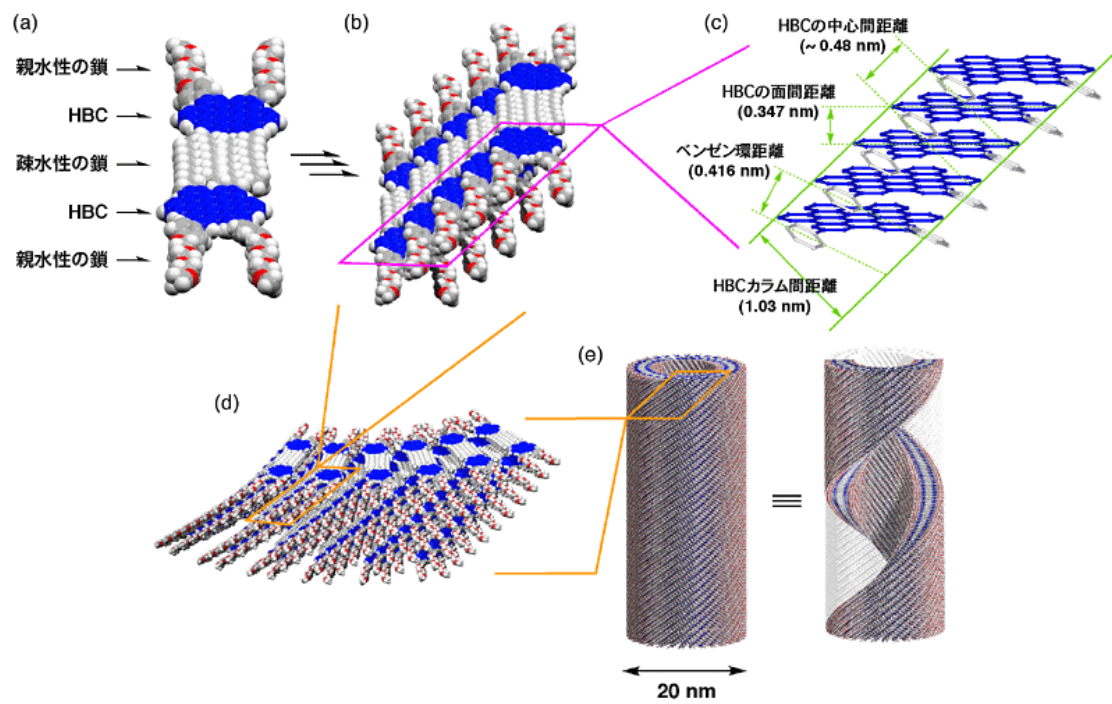 (a)
親水性の鎖
HBC
疎水性の鎖
HBC
親水性の鎖
(b)
(c)
HBCの中心間距離
(~ 0.48 nm)
HBCの面間距離
(0.347 nm)
ベンゼン環距離
(0.416 nm)
HBCカラム間距離
(1.03 nm)
(d)
(e)
20 nm